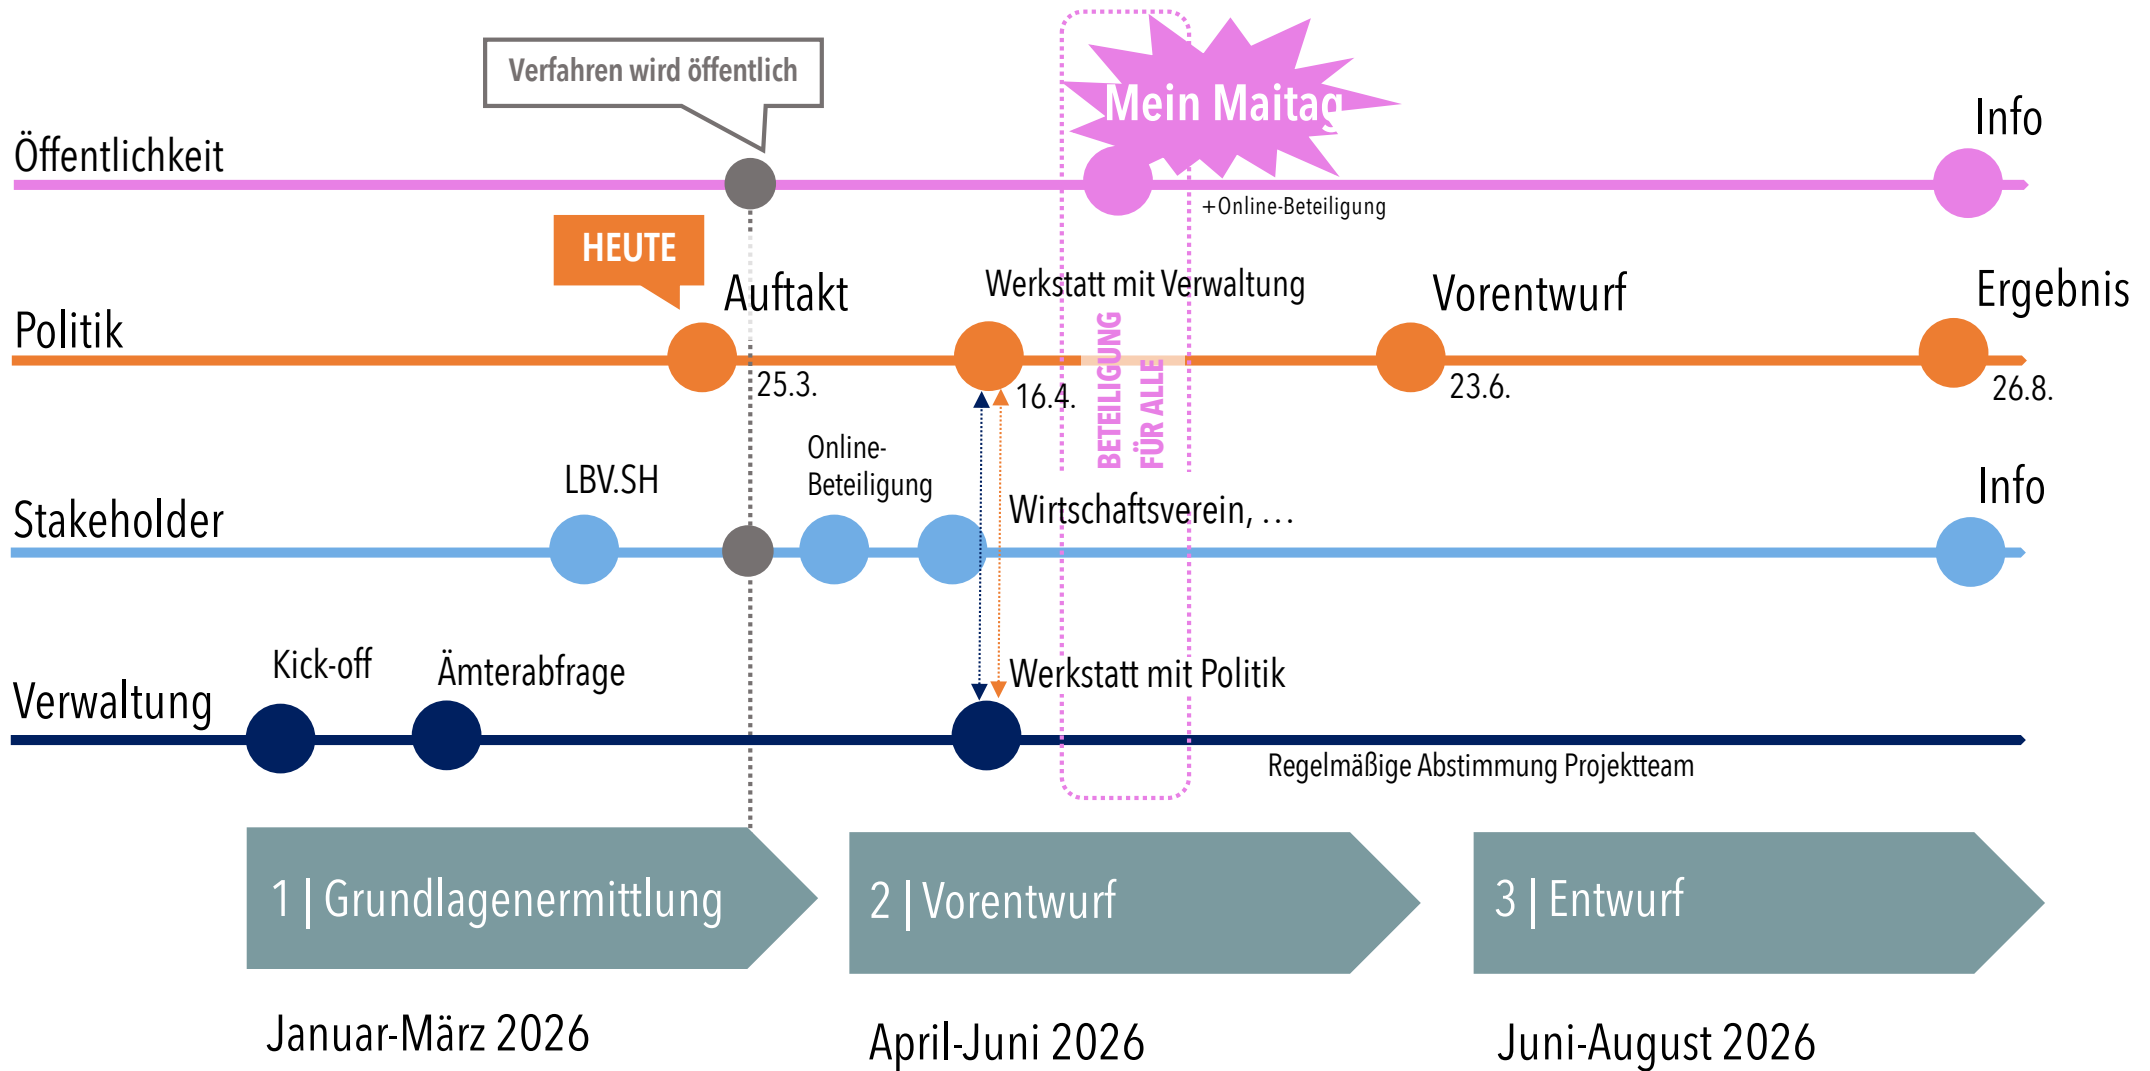 Verfahren wird öffentlich
Mein Maitag
Info
Öffentlichkeit
+Online-Beteiligung
HEUTE
Auftakt
Werkstatt mit Verwaltung
Vorentwurf
Ergebnis
Politik
25.3.
16.4.
23.6.
26.8.
BETEILIGUNG
FÜR ALLE
LBV.SH
Online-
Beteiligung
Wirtschaftsverein, …
Info
Stakeholder
Kick-off
Ämterabfrage
Werkstatt mit Politik
Verwaltung
Regelmäßige Abstimmung Projektteam
1 | Grundlagenermittlung
2 | Vorentwurf
3 | Entwurf
Januar-März 2026
April-Juni 2026
Juni-August 2026